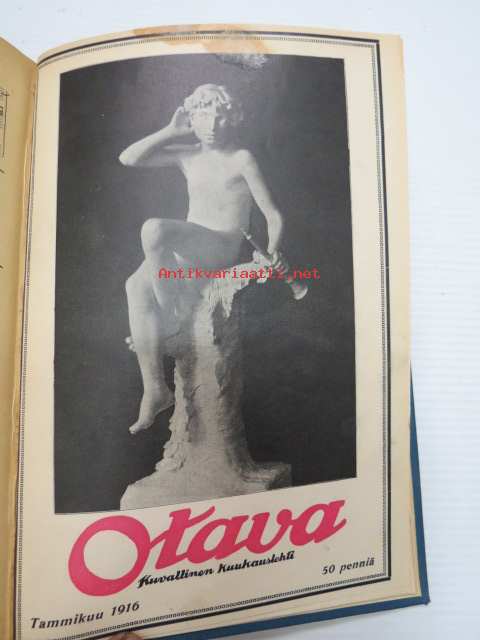 Antikvariaatti.net
Otava
Kuvallinen Kuukauslehti
Tammikuu 1916
50 penniä